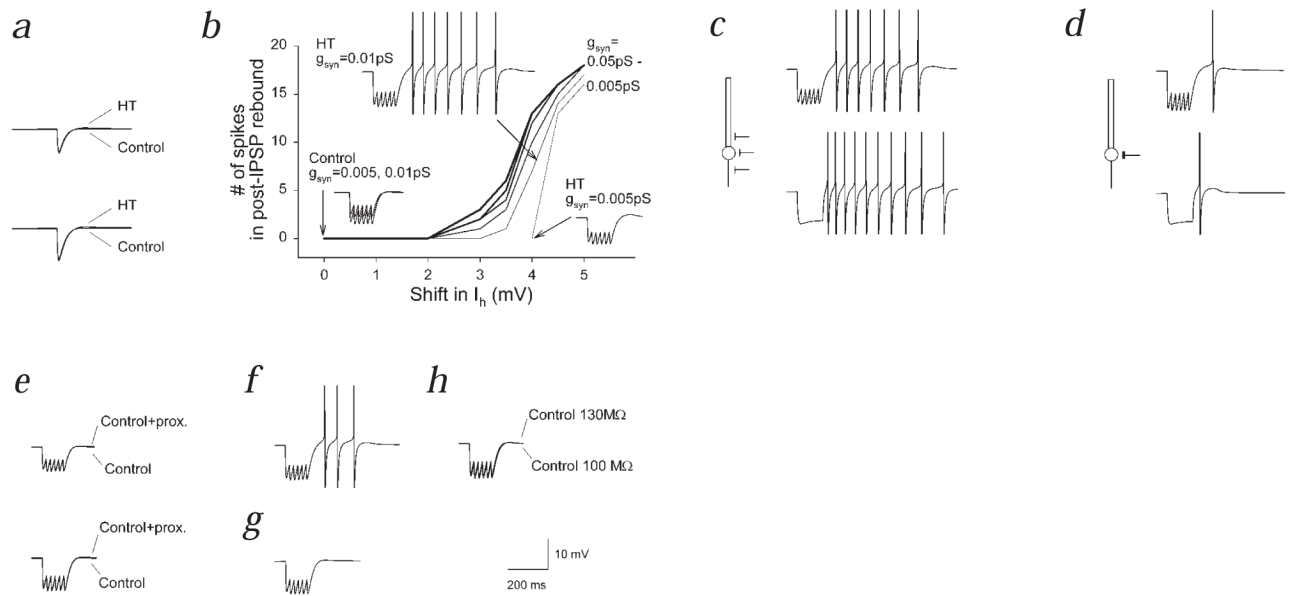 a
HT
Control
HT
Control
b
# of spikes
in post-IPSP rebound
20
15
10
5
0
HT
gsyn=0.01pS
gsyn=
0.05pS -
0.005pS
Control
gsyn=0.005, 0.01pS
HT
gsyn=0.005pS
0 1 2 3 4 5
Shift in Ih (mV)
c
d
e
Control+prox.
Control
Control+prox.
Control
f
g
h
Control 130MΩ
Control 100 MΩ
10 mV
200 ms